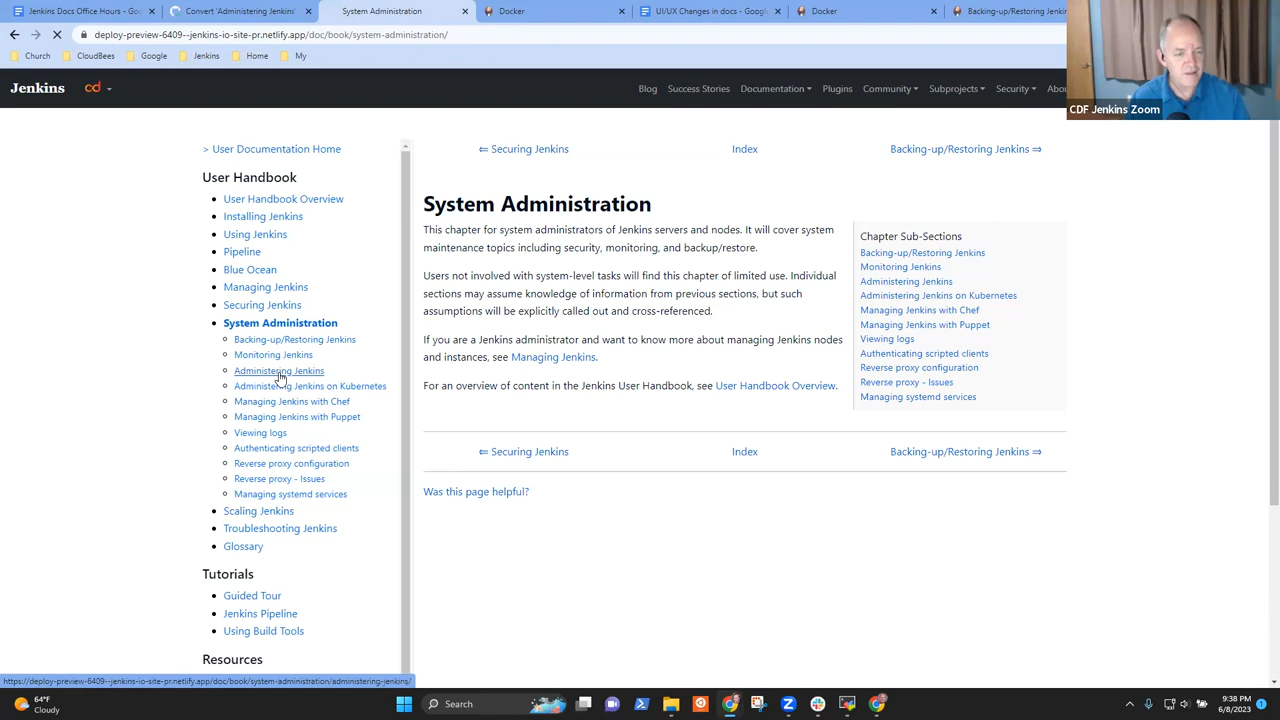 Jenkins Docs Office Hours - Goo
Convert 'Administering Jenkins'
System Administration
Docker
UI/UX Changes in docs - Google
Docker
Backing-up/Restoring Jenkins
deploy-preview-6409--jenkins-io-site-pr.netlify.app/doc/book/system-administration/
Church
CloudBees
Google
Jenkins
Home
My
Jenkins
cd
Blog
Success Stories
Documentation
Plugins
Community
Subprojects
Security
Abou
CDF Jenkins Zoom
> User Documentation Home
User Handbook
User Handbook Overview
Installing Jenkins
Using Jenkins
Pipeline
Blue Ocean
Managing Jenkins
Securing Jenkins
System Administration
Backing-up/Restoring Jenkins
Monitoring Jenkins
Administering Jenkins
Administering Jenkins on Kubernetes
Managing Jenkins with Chef
Managing Jenkins with Puppet
Viewing logs
Authenticating scripted clients
Reverse proxy configuration
Reverse proxy - Issues
Managing systemd services
Scaling Jenkins
Troubleshooting Jenkins
Glossary
Tutorials
Guided Tour
Jenkins Pipeline
Using Build Tools
Resources
⇐ Securing Jenkins
Index
Backing-up/Restoring Jenkins ⇒
System Administration
This chapter for system administrators of Jenkins servers and nodes. It will cover system
maintenance topics including security, monitoring, and backup/restore.
Users not involved with system-level tasks will find this chapter of limited use. Individual
sections may assume knowledge of information from previous sections, but such
assumptions will be explicitly called out and cross-referenced.
If you are a Jenkins administrator and want to know more about managing Jenkins nodes
and instances, see Managing Jenkins.
For an overview of content in the Jenkins User Handbook, see User Handbook Overview.
Chapter Sub-Sections
Backing-up/Restoring Jenkins
Monitoring Jenkins
Administering Jenkins
Administering Jenkins on Kubernetes
Managing Jenkins with Chef
Managing Jenkins with Puppet
Viewing logs
Authenticating scripted clients
Reverse proxy configuration
Reverse proxy - Issues
Managing systemd services
⇐ Securing Jenkins
Index
Backing-up/Restoring Jenkins ⇒
Was this page helpful?
https://deploy-preview-6409--jenkins-io-site-pr.netlify.app/doc/book/system-administration/administering-jenkins/
64°F
Cloudy
Search
9:38 PM
6/8/2023